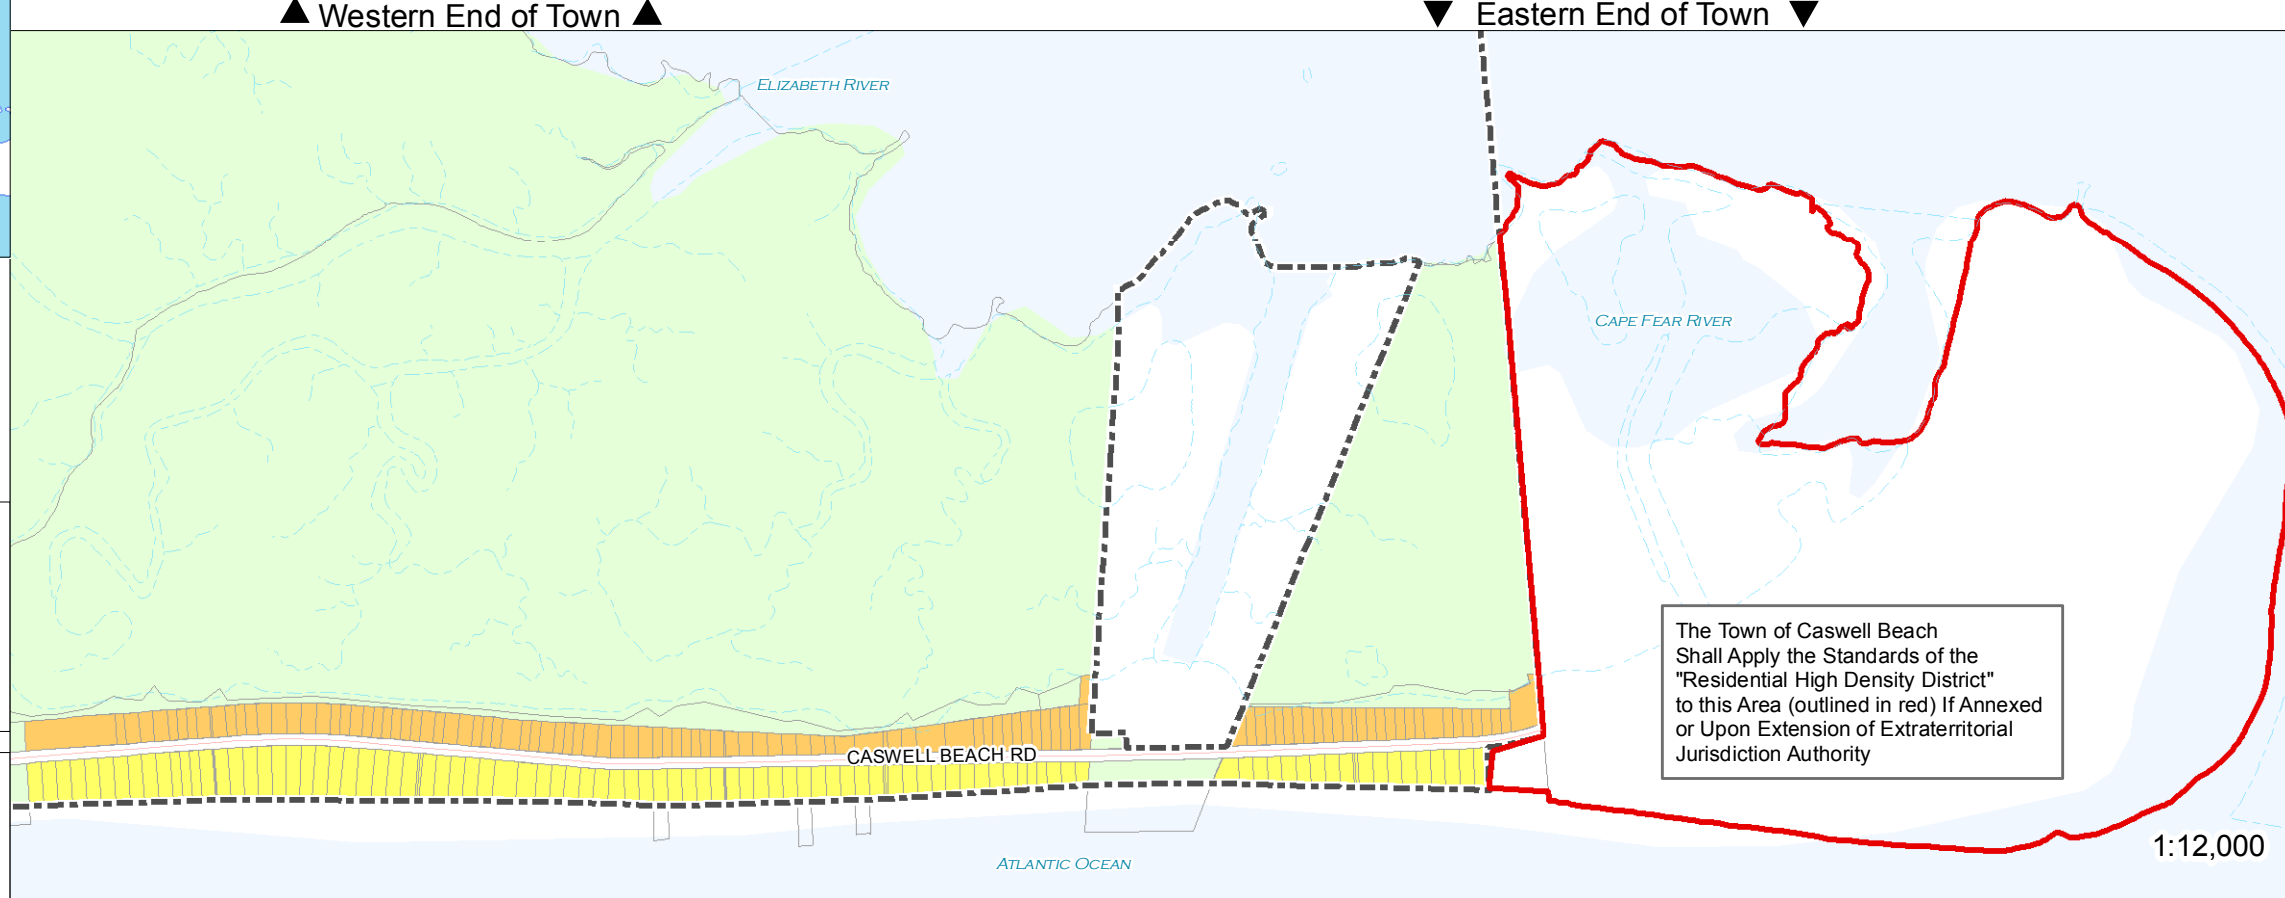 ▲ Western End of Town ▲
▼ Eastern End of Town ▼
ELIZABETH RIVER
CAPE FEAR RIVER
The Town of Caswell Beach
Shall Apply the Standards of the
"Residential High Density District"
to this Area (outlined in red) If Annexed
or Upon Extension of Extraterritorial
Jurisdiction Authority
CASWELL BEACH RD
1:12,000
ATLANTIC OCEAN